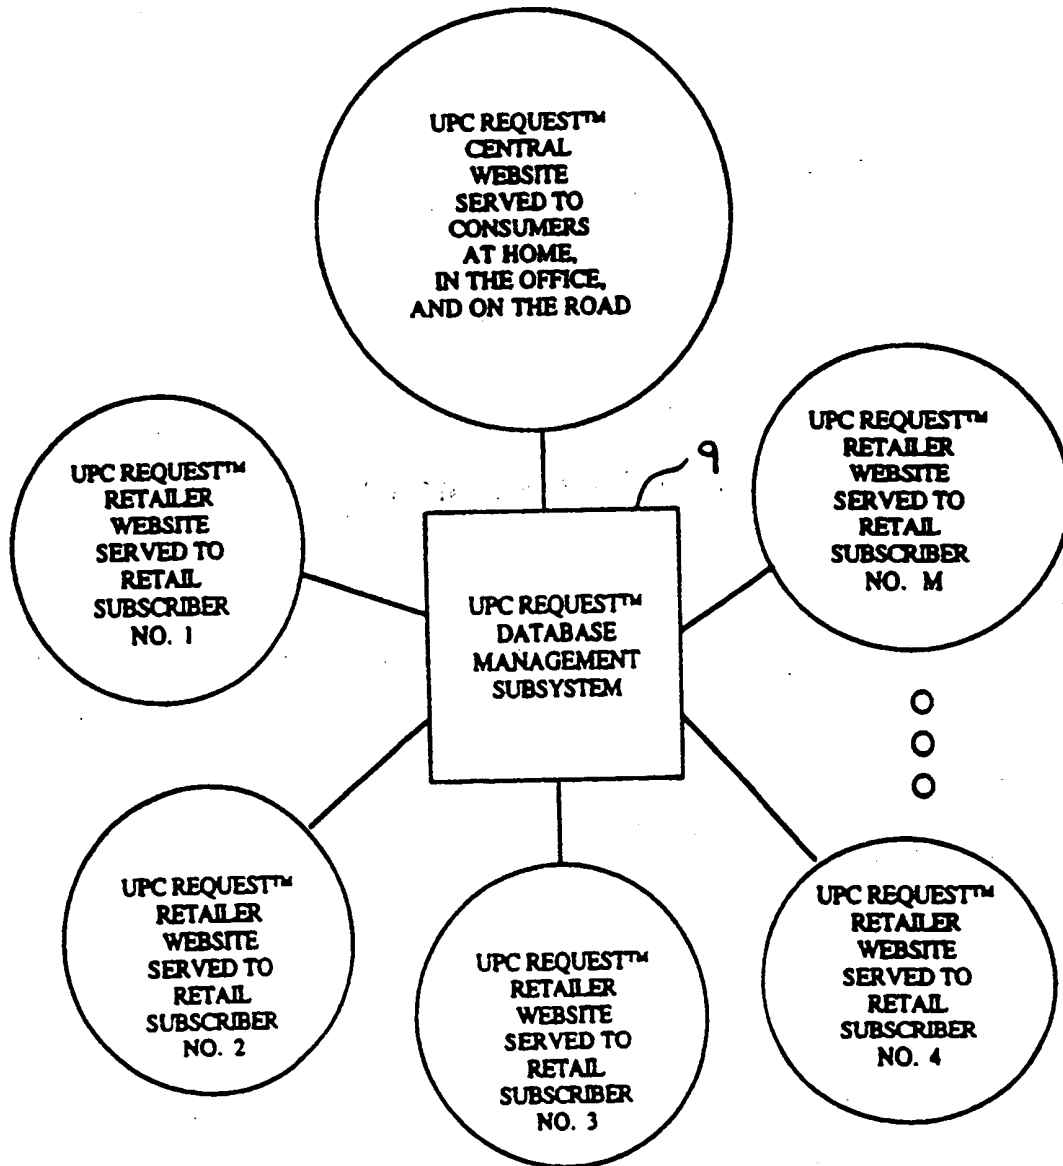 UPC REQUEST™
CENTRAL
WEBSITE
SERVED TO
CONSUMERS
AT HOME,
IN THE OFFICE,
AND ON THE ROAD
9
UPC REQUEST™
RETAILER
WEBSITE
SERVED TO
RETAIL
SUBSCRIBER
NO. M
UPC REQUEST™
RETAILER
WEBSITE
SERVED TO
RETAIL
SUBSCRIBER
NO. 1
UPC REQUEST™
DATABASE
MANAGEMENT
SUBSYSTEM
UPC REQUEST™
RETAILER
WEBSITE
SERVED TO
RETAIL
SUBSCRIBER
NO. 2
UPC REQUEST™
RETAILER
WEBSITE
SERVED TO
RETAIL
SUBSCRIBER
NO. 3
UPC REQUEST™
RETAILER
WEBSITE
SERVED TO
RETAIL
SUBSCRIBER
NO. 4